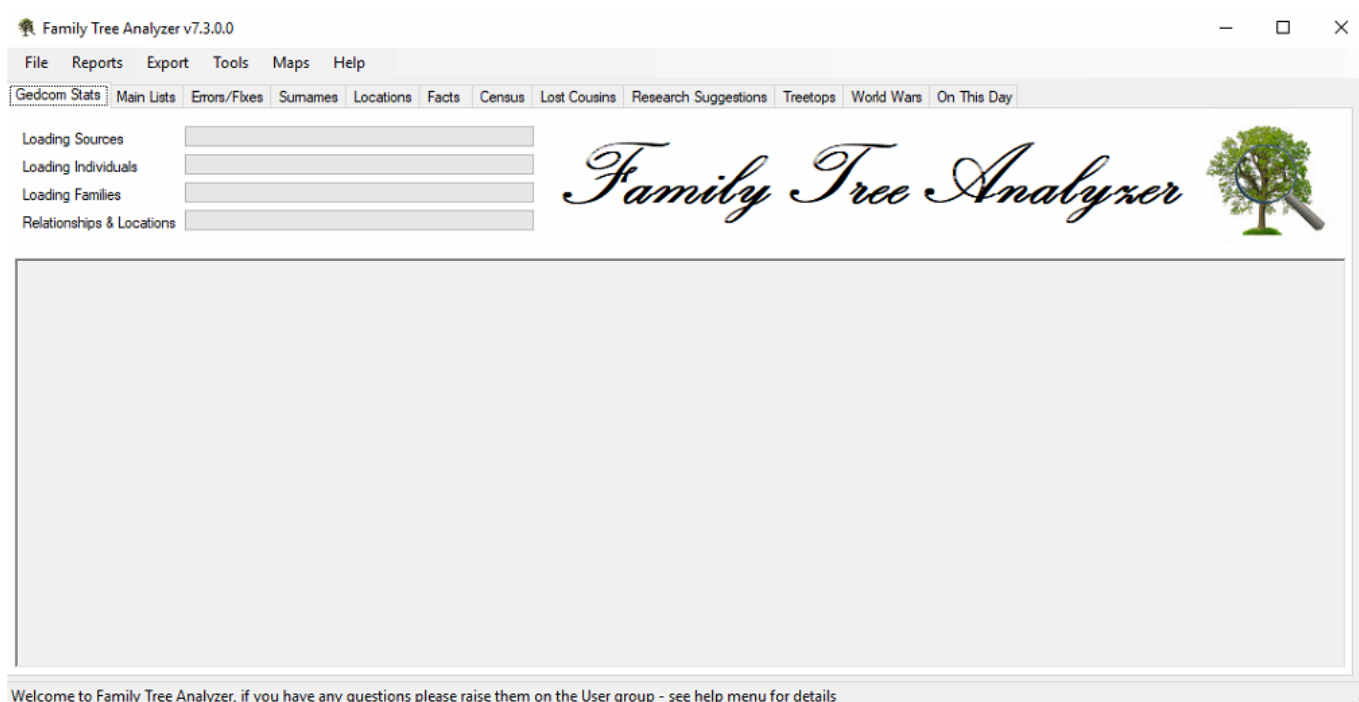 Family Tree Analyzer v7.3.0.0
File Reports Export Tools Maps Help
Gedcom Stats Main Lists Errors/FIxes Surnames Locations Facts Census Lost Cousins Research Suggestions Treetops World Wars On This Day
Loading Sources
Loading Individuals
Loading Families
Relationships & Locations
Family Tree Analyzer
Welcome to Family Tree Analyzer, if you have any questions please raise them on the User group - see help menu for details